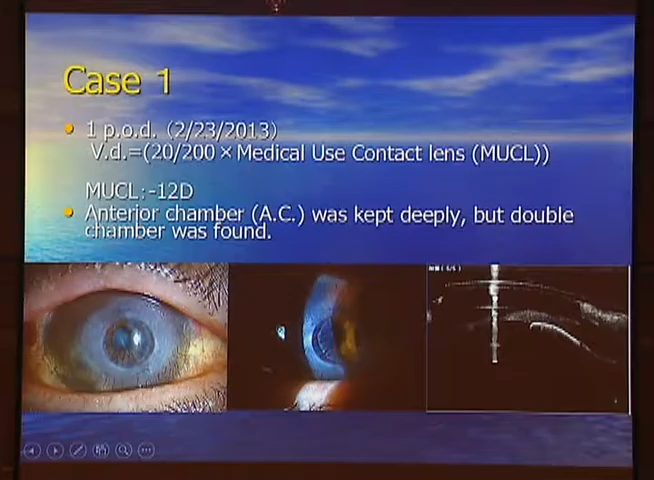 Case 1
1 p.o.d. (2/23/2013)
V.d.=(20/200×Medical Use Contact lens (MUCL))
MUCL:-12D
Anterior chamber (A.C.) was kept deeply, but double
chamber was found.